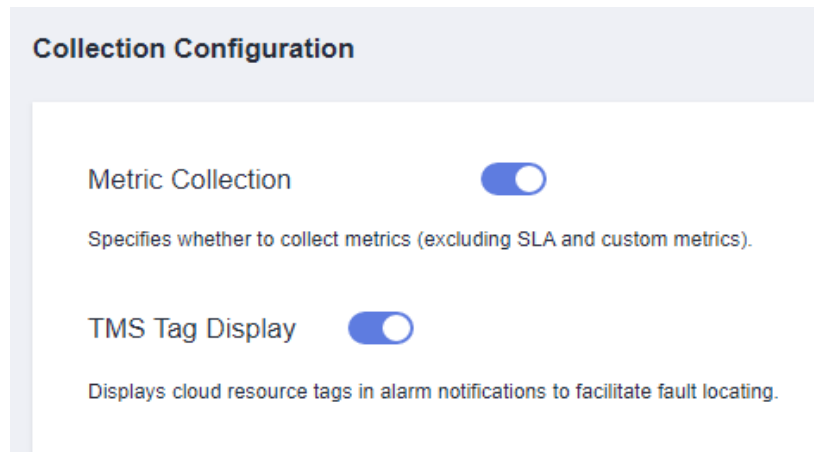 Collection Configuration
Metric Collection
Specifies whether to collect metrics (excluding SLA and custom metrics).
TMS Tag Display
Displays cloud resource tags in alarm notifications to facilitate fault locating.